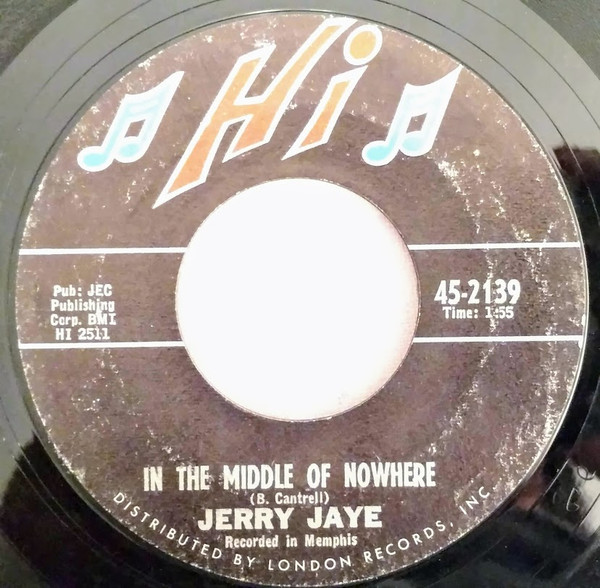 Hi
Pub: JEC
Publishing
Corp. BMI
HI 2511
45-2139
Time: 1:55
IN THE MIDDLE OF NOWHERE
(B. Cantrell)
JERRY JAYE
Recorded in Memphis
DISTRIBUTED BY LONDON RECORDS, INC.